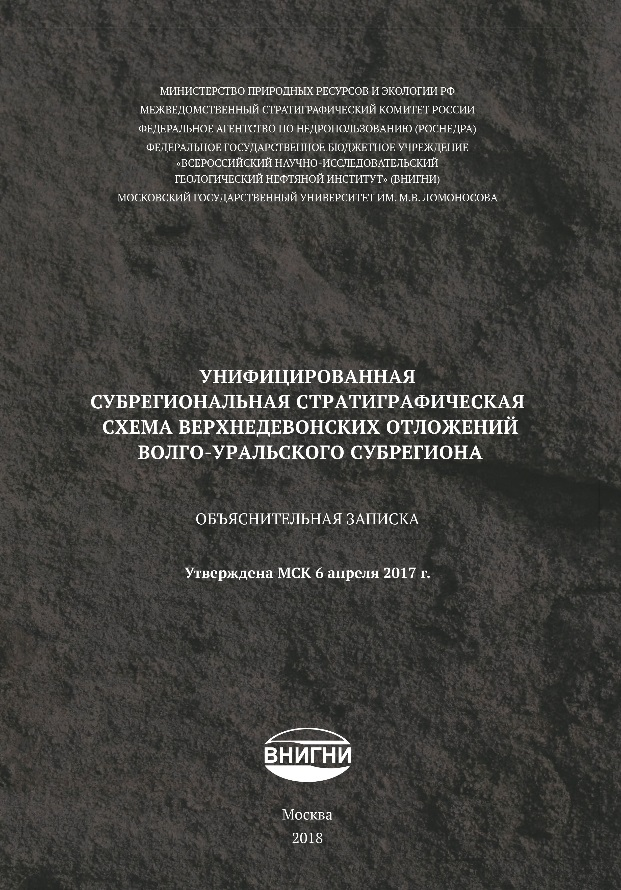 МИНИСТЕРСТВО ПРИРОДНЫХ РЕСУРСОВ И ЭКОЛОГИИ РФ
МЕЖВЕДОМСТВЕННЫЙ СТРАТИГРАФИЧЕСКИЙ КОМИТЕТ РОССИИ
ФЕДЕРАЛЬНОЕ АГЕНТСТВО ПО НЕДРОПОЛЬЗОВАНИЮ (РОСНЕДРА)
ФЕДЕРАЛЬНОЕ ГОСУДАРСТВЕННОЕ БЮДЖЕТНОЕ УЧРЕЖДЕНИЕ
«ВСЕРОССИЙСКИЙ НАУЧНО-ИССЛЕДОВАТЕЛЬСКИЙ
ГЕОЛОГИЧЕСКИЙ НЕФТЯНОЙ ИНСТИТУТ» (ВНИГНИ)
МОСКОВСКИЙ ГОСУДАРСТВЕННЫЙ УНИВЕРСИТЕТ ИМ. М.В. ЛОМОНОСОВА
УНИФИЦИРОВАННАЯ
СУБРЕГИОНАЛЬНАЯ СТРАТИГРАФИЧЕСКАЯ
СХЕМА ВЕРХНЕДЕВОНСКИХ ОТЛОЖЕНИЙ
ВОЛГО-УРАЛЬСКОГО СУБРЕГИОНА
ОБЪЯСНИТЕЛЬНАЯ ЗАПИСКА
Утверждена МСК 6 апреля 2017 г.
ВНИГНИ
Москва
2018